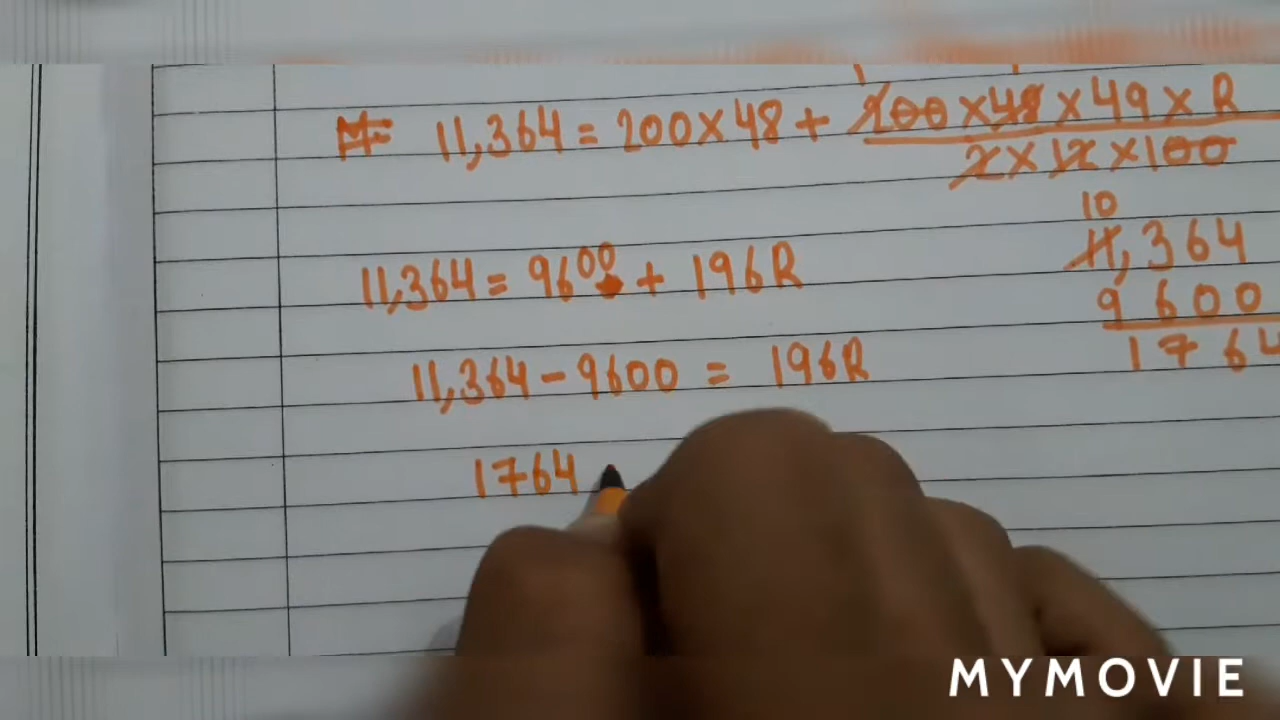 11,364 = 200 × 48 + 200 × 48 × 49 × R
2 × 12 × 100
10
11,364
11,364 = 9600 + 196R
9600
1764
11,364 - 9600 = 196R
1764
MYMOVIE